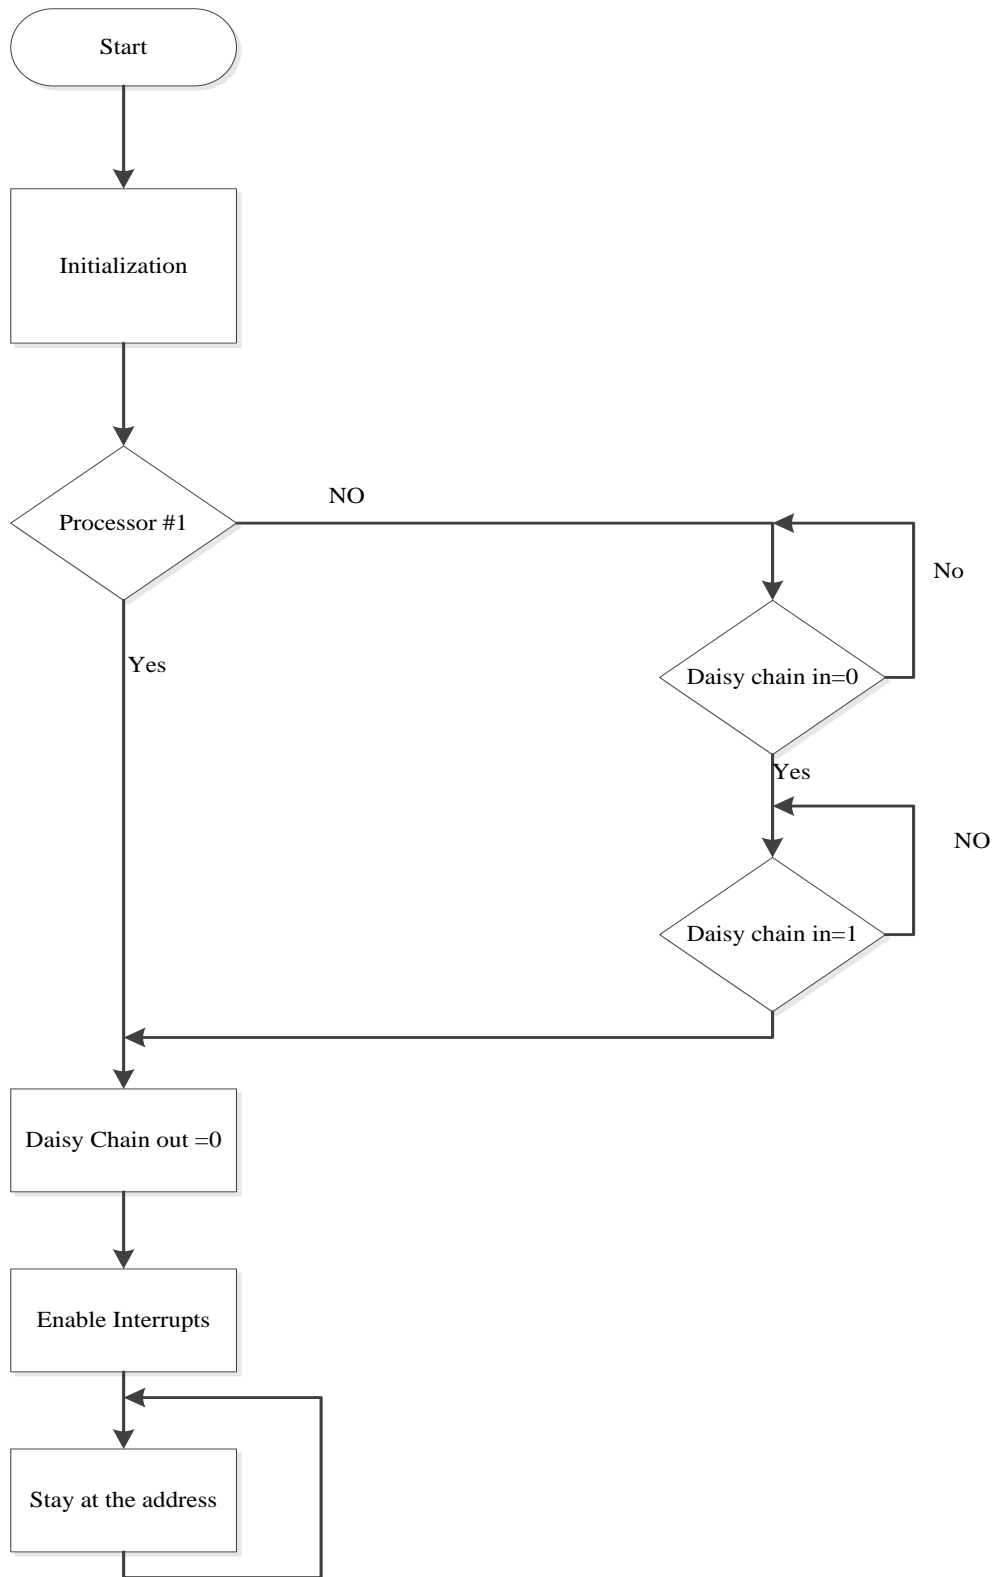 Start
Initialization
Processor #1
NO
No
Daisy chain in=0
Yes
Yes
NO
Daisy chain in=1
Daisy Chain out =0
Enable Interrupts
Stay at the address